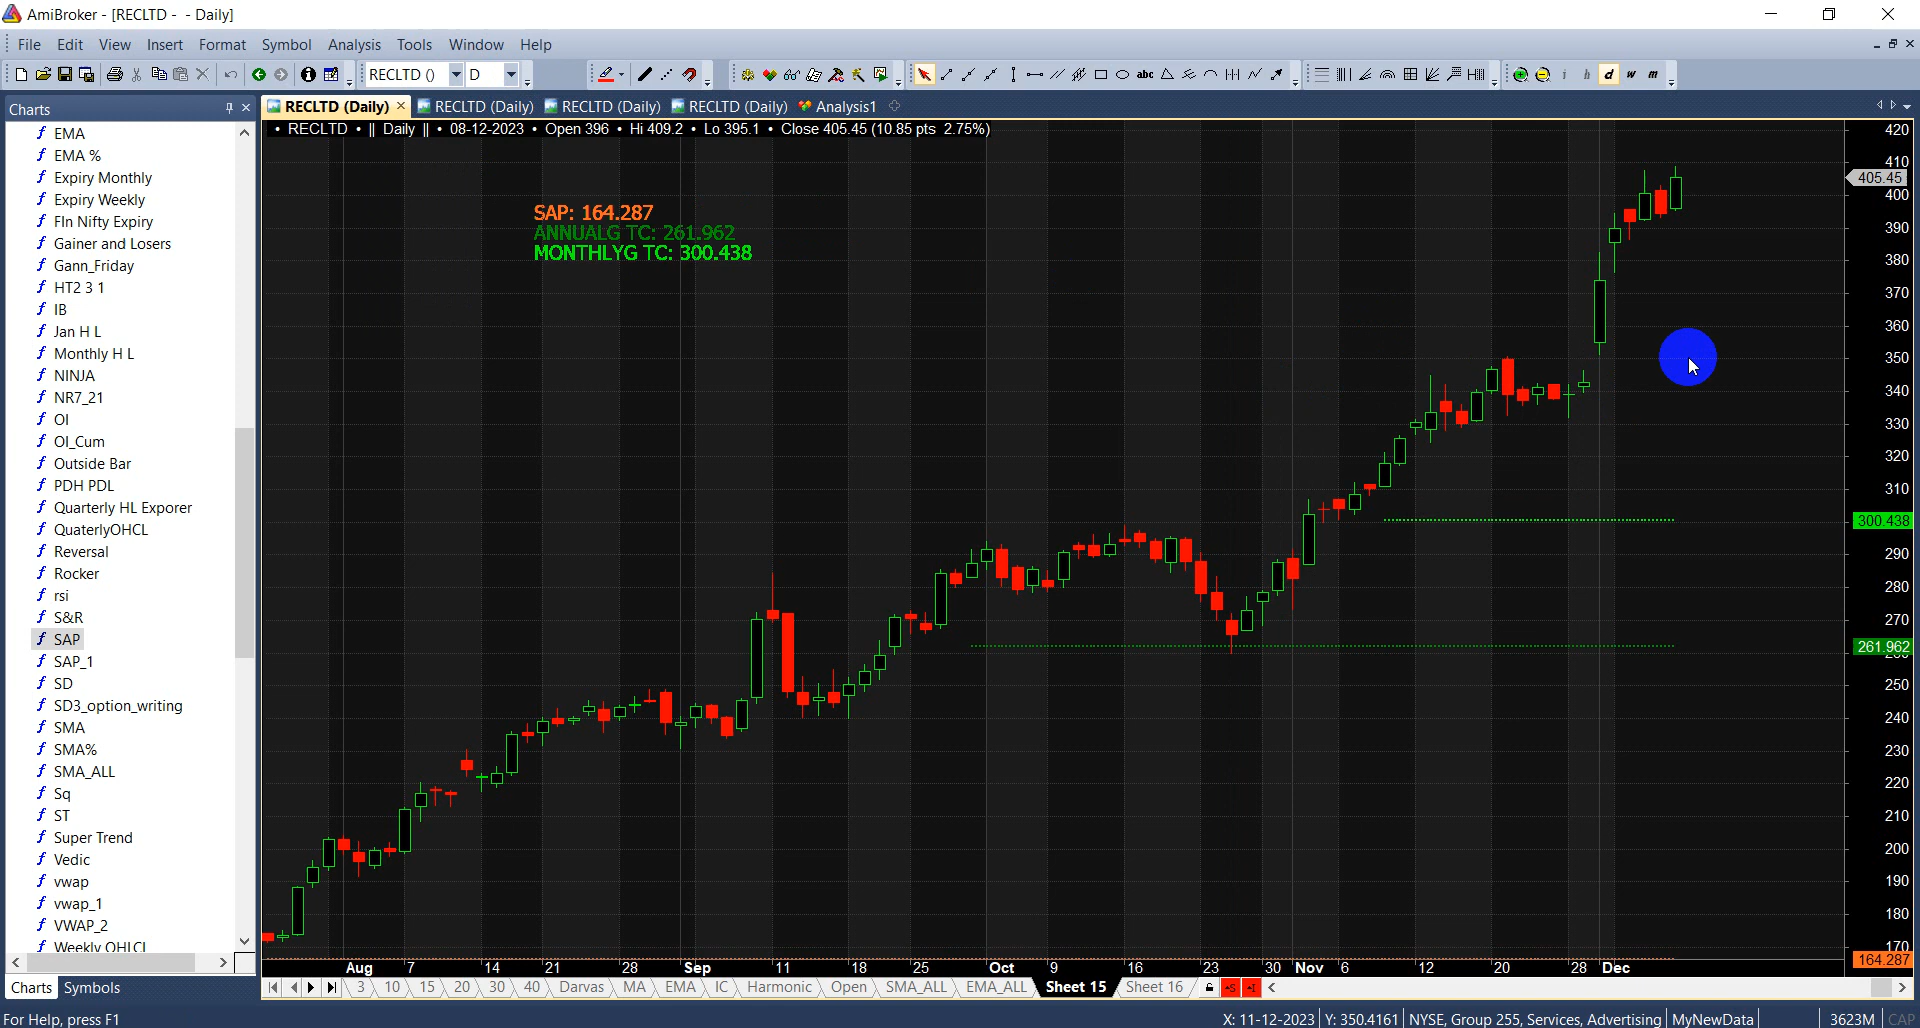 AmiBroker - [RECLTD -  - Daily]
File Edit View Insert Format Symbol Analysis Tools Window Help
RECLTD () D
abc i h d w m
Charts
RECLTD (Daily) RECLTD (Daily) RECLTD (Daily) RECLTD (Daily) Analysis1
• RECLTD • || Daily || • 08-12-2023 • Open 396 • Hi 409.2 • Lo 395.1 • Close 405.45 (10.85 pts 2.75%)
EMA
EMA %
Expiry Monthly
Expiry Weekly
FIn Nifty Expiry
Gainer and Losers
Gann_Friday
HT2 3 1
IB
Jan H L
Monthly H L
NINJA
NR7_21
OI
OI_Cum
Outside Bar
PDH PDL
Quarterly HL Exporer
QuaterlyOHCL
Reversal
Rocker
rsi
S&R
SAP
SAP_1
SD
SD3_option_writing
SMA
SMA%
SMA_ALL
Sq
ST
Super Trend
Vedic
vwap
vwap_1
VWAP_2
Weekly OHLCL
SAP: 164.287
ANNUALG TC: 261.962
MONTHLYG TC: 300.438
420
410
405.45
400
390
380
370
360
350
340
330
320
310
300.438
290
280
270
261.962
250
240
230
220
210
200
190
180
170
164.287
Aug 7 14 21 28 Sep 11 18 25 Oct 9 16 23 30 Nov 6 12 20 28 Dec
Charts Symbols
3 10 15 20 30 40 Darvas MA EMA IC Harmonic Open SMA_ALL EMA_ALL Sheet 15 Sheet 16 S I
For Help, press F1
X: 11-12-2023 Y: 350.4161 NYSE, Group 255, Services, Advertising MyNewData 3623M CAP